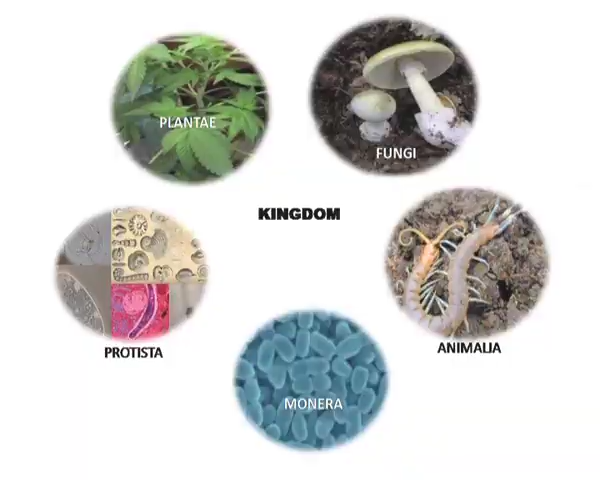 PLANTAE
FUNGI
KINGDOM
PROTISTA
ANIMALIA
MONERA